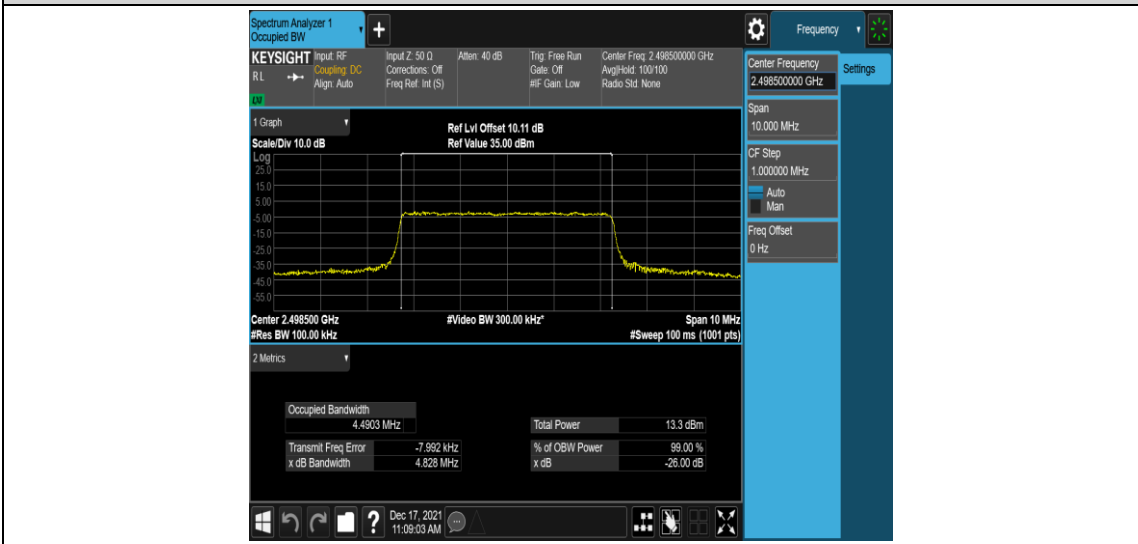 Spectrum Analyzer 1
Occupied BW
+
Frequency
KEYSIGHT
Input: RF
Coupling: DC
Align: Auto
R L
LXI
Input Z: 50 Ω
Corrections: Off
Freq Ref: Int (S)
Atten: 40 dB
Trig: Free Run
Gate: Off
#IF Gain: Low
Center Freq: 2.498500000 GHz
Avg|Hold: 100/100
Radio Std: None
Center Frequency
2.498500000 GHz
Settings
Span
10.000 MHz
CF Step
1.000000 MHz
Auto
Man
Freq Offset
0 Hz
1 Graph
Ref Lvl Offset 10.11 dB
Scale/Div 10.0 dB
Ref Value 35.00 dBm
Log
25.0
15.0
5.00
-5.00
-15.0
-25.0
-35.0
-45.0
-55.0
Center 2.498500 GHz
#Video BW 300.00 kHz*
Span 10 MHz
#Res BW 100.00 kHz
#Sweep 100 ms (1001 pts)
2 Metrics
Occupied Bandwidth
4.4903 MHz
Total Power 13.3 dBm
Transmit Freq Error -7.992 kHz
% of OBW Power 99.00 %
x dB Bandwidth 4.828 MHz
x dB -26.00 dB
?
Dec 17, 2021
11:09:03 AM